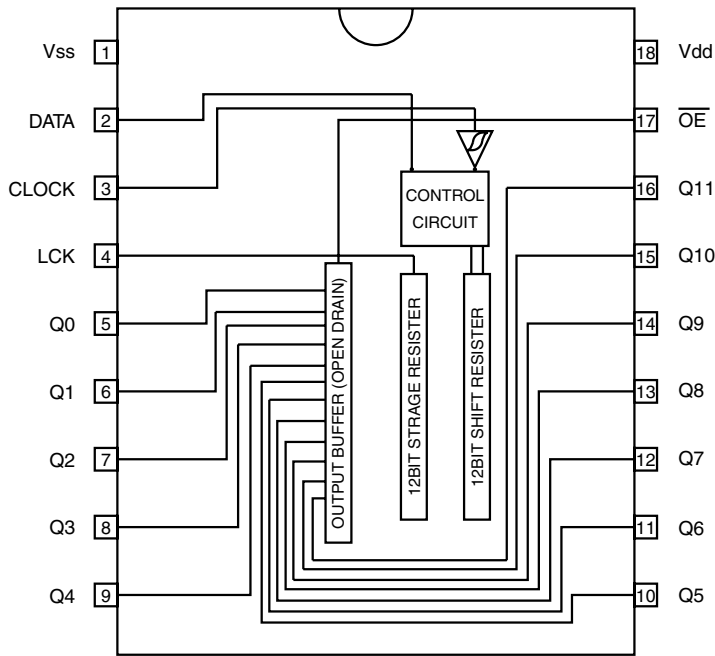 Vss 1 18 Vdd
DATA 2 17 OE
CLOCK 3 16 Q11
CONTROL
CIRCUIT
LCK 4 15 Q10
Q0 5 14 Q9
Q1 6 13 Q8
Q2 7 12 Q7
Q3 8 11 Q6
Q4 9 10 Q5
OUTPUT BUFFER (OPEN DRAIN)
12BIT STRAGE RESISTER
12BIT SHIFT RESISTER